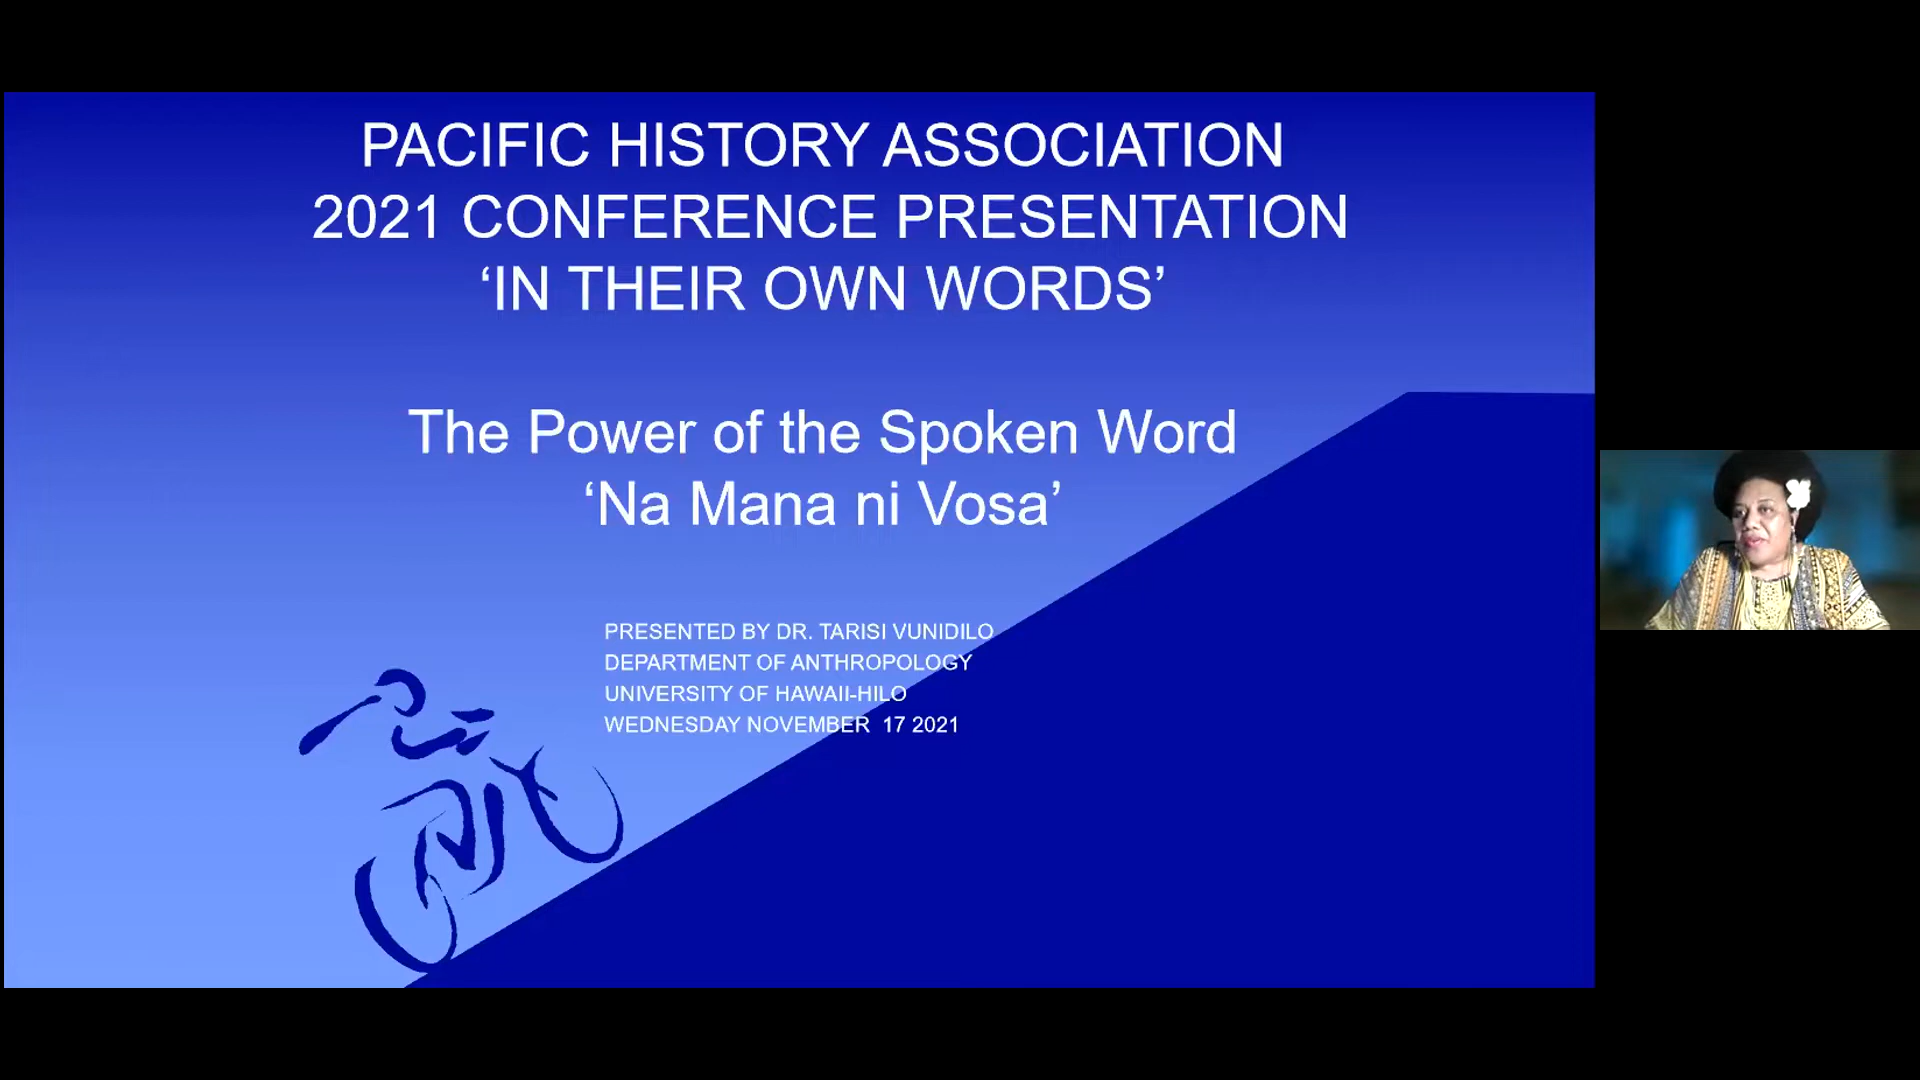 PACIFIC HISTORY ASSOCIATION
2021 CONFERENCE PRESENTATION
‘IN THEIR OWN WORDS’
The Power of the Spoken Word
‘Na Mana ni Vosa’
PRESENTED BY DR. TARISI VUNIDILO
DEPARTMENT OF ANTHROPOLOGY
UNIVERSITY OF HAWAII-HILO
WEDNESDAY NOVEMBER  17 2021